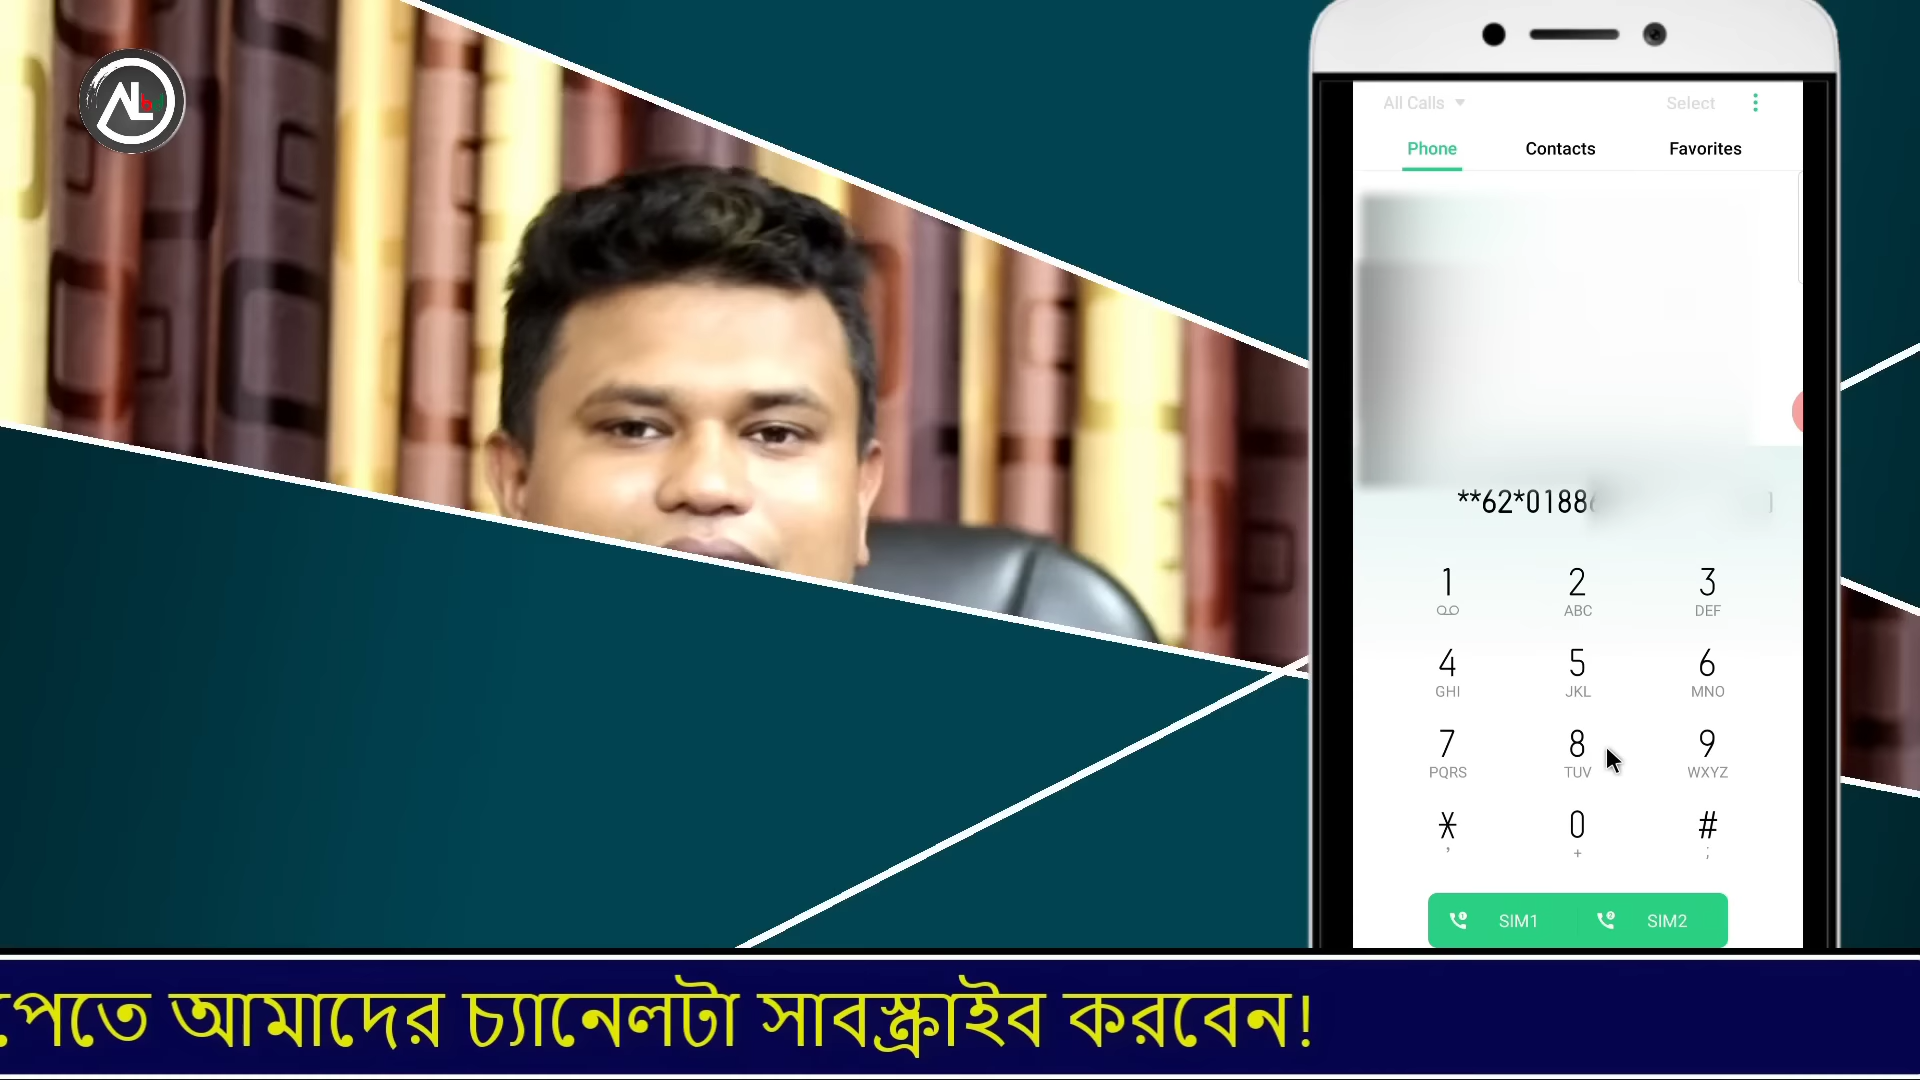 ALbd
All Calls
Select
Phone
Contacts
Favorites
**62*0188
1
2 ABC
3 DEF
4 GHI
5 JKL
6 MNO
7 PQRS
8 TUV
9 WXYZ
*
,
0 +
#
;
SIM1
SIM2
পেতে আমাদের চ্যানেলটা সাবস্ক্রাইব করবেন!